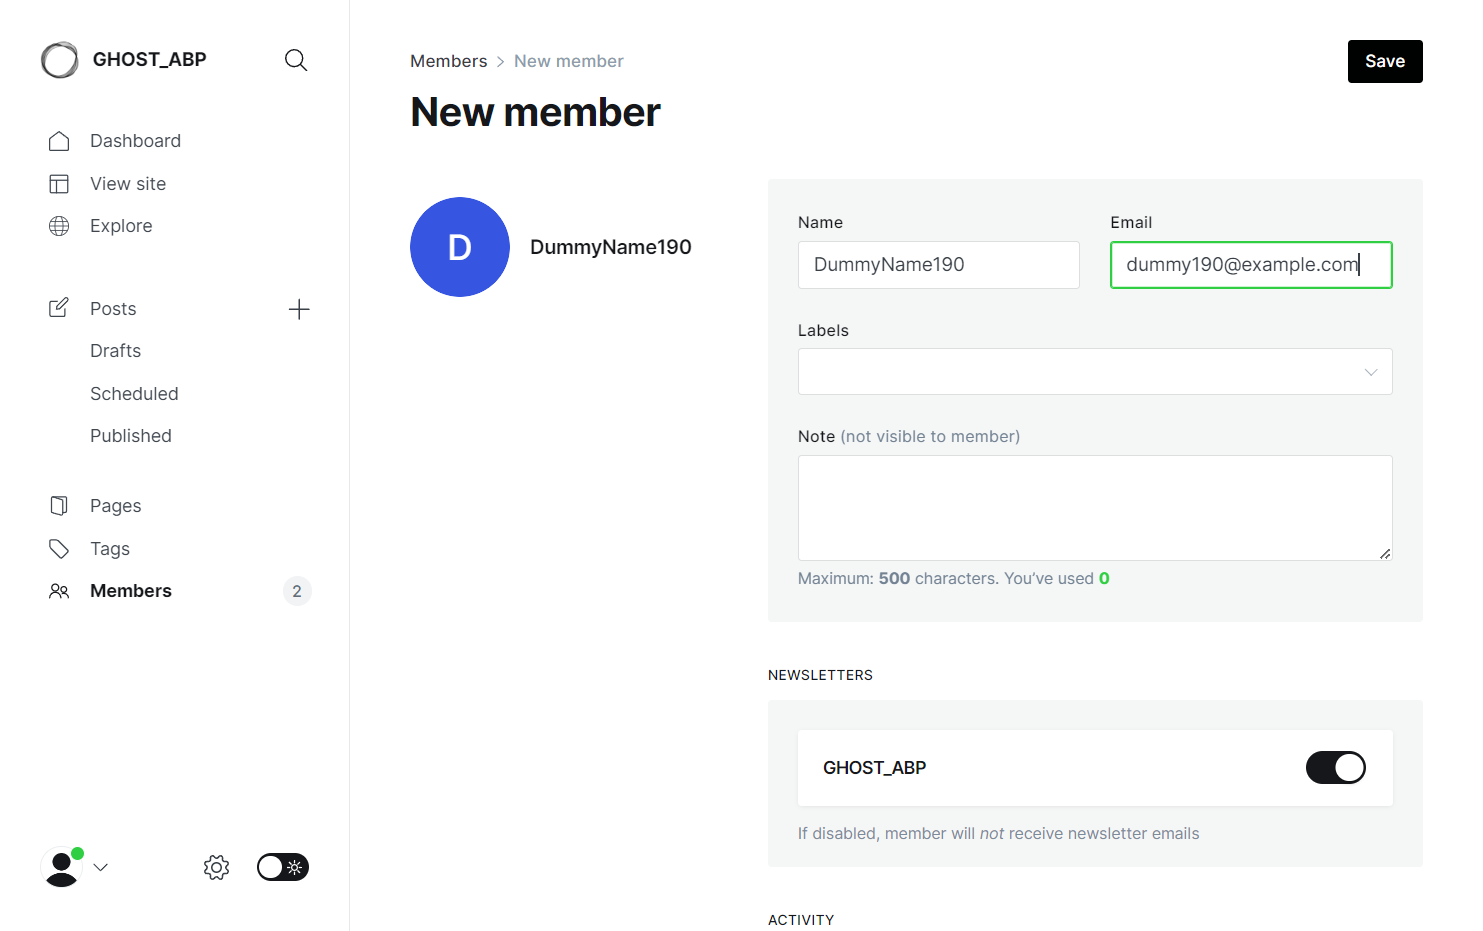 GHOST_ABP
Dashboard
View site
Explore
Posts
Drafts
Scheduled
Published
Pages
Tags
Members
2
Members > New member
Save
New member
D
DummyName190
Name
Email
DummyName190
dummy190@example.com
Labels
Note (not visible to member)
Maximum: 500 characters. You’ve used 0
NEWSLETTERS
GHOST_ABP
If disabled, member will not receive newsletter emails
ACTIVITY